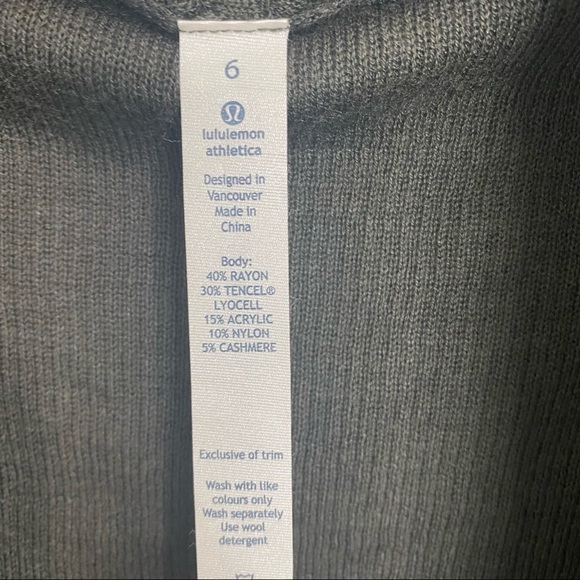 6
lululemon
athletica
Designed in
Vancouver
Made in
China
Body:
40% RAYON
30% TENCEL®
LYOCELL
15% ACRYLIC
10% NYLON
5% CASHMERE
Exclusive of trim
Wash with like
colours only
Wash separately
Use wool
detergent